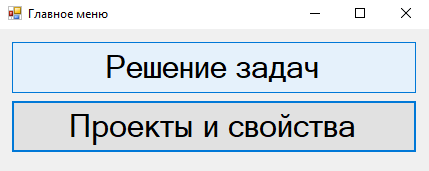 Главное меню
Решение задач
Проекты и свойства